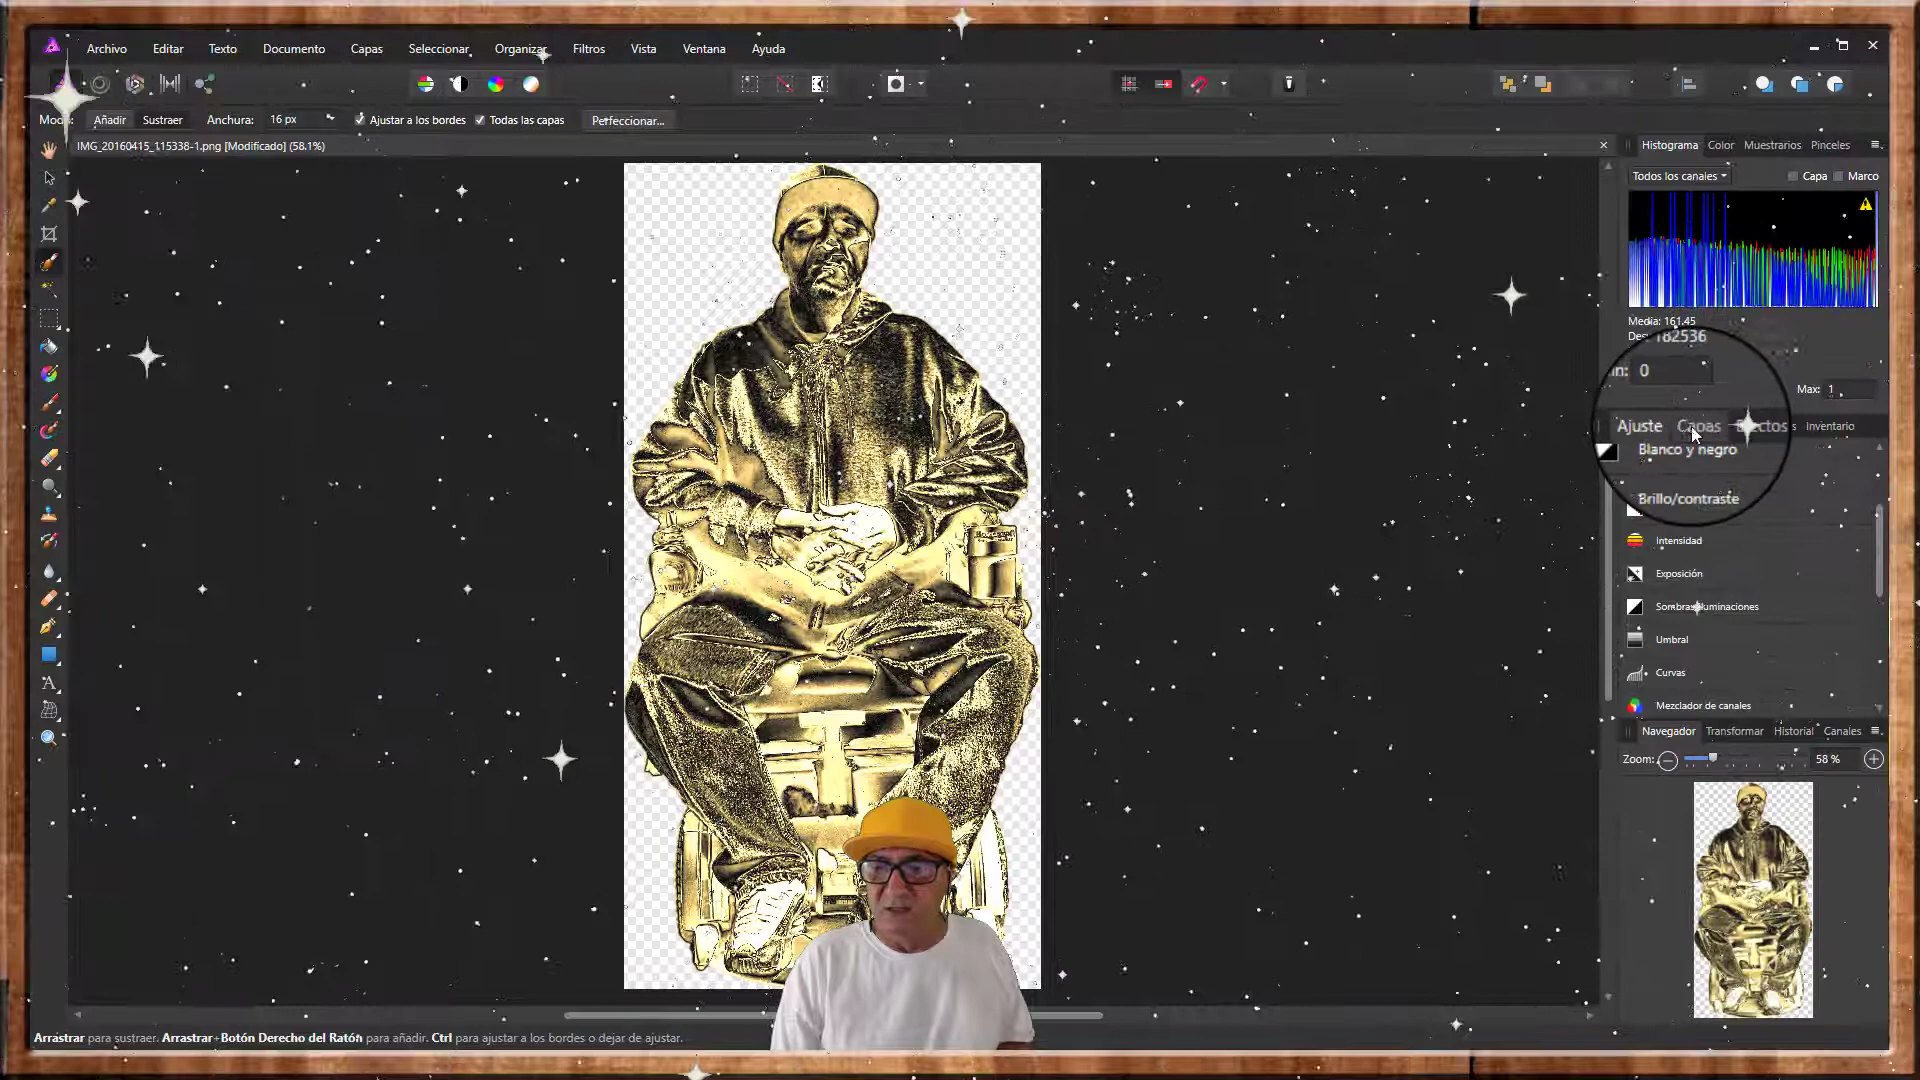 Archivo Editar Texto Documento Capas Seleccionar Organizar Filtros Vista Ventana Ayuda
Añadir Sustraer Anchura: 16 px Ajustar a los bordes Todas las capas Perfeccionar...
IMG_20160415_115338-1.png [Modificado] (58.1%)
Histograma Color Muestrarios Pinceles
Todos los canales Capa Marco
Media: 161.45
182536
0
Max: 1
Ajuste Capas Efectos Inventario
Blanco y negro
Brillo/contraste
Intensidad
Exposición
Sombras/iluminaciones
Umbral
Curvas
Mezclador de canales
Navegador Transformar Historial Canales
Zoom: 58 %
Arrastrar para sustraer. Arrastrar+Botón Derecho del Ratón para añadir. Ctrl para ajustar a los bordes o dejar de ajustar.